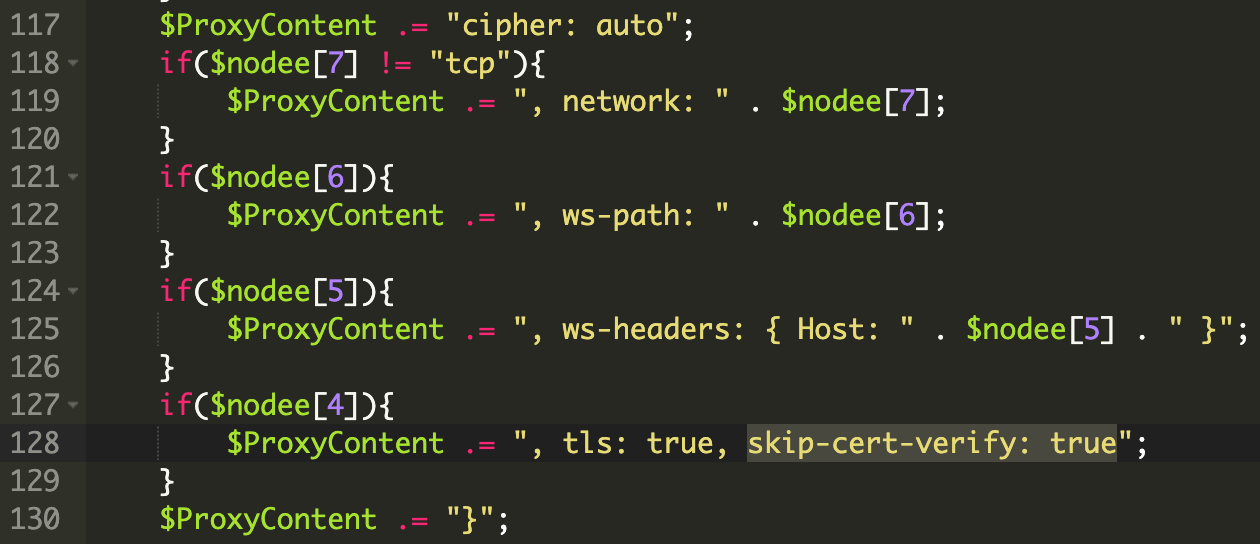 117 $ProxyContent .= "cipher: auto";
118 if($nodee[7] != "tcp"){
119 $ProxyContent .= ", network: " . $nodee[7];
120 }
121 if($nodee[6]){
122 $ProxyContent .= ", ws-path: " . $nodee[6];
123 }
124 if($nodee[5]){
125 $ProxyContent .= ", ws-headers: { Host: " . $nodee[5] . " }";
126 }
127 if($nodee[4]){
128 $ProxyContent .= ", tls: true, skip-cert-verify: true";
129 }
130 $ProxyContent .= "}";